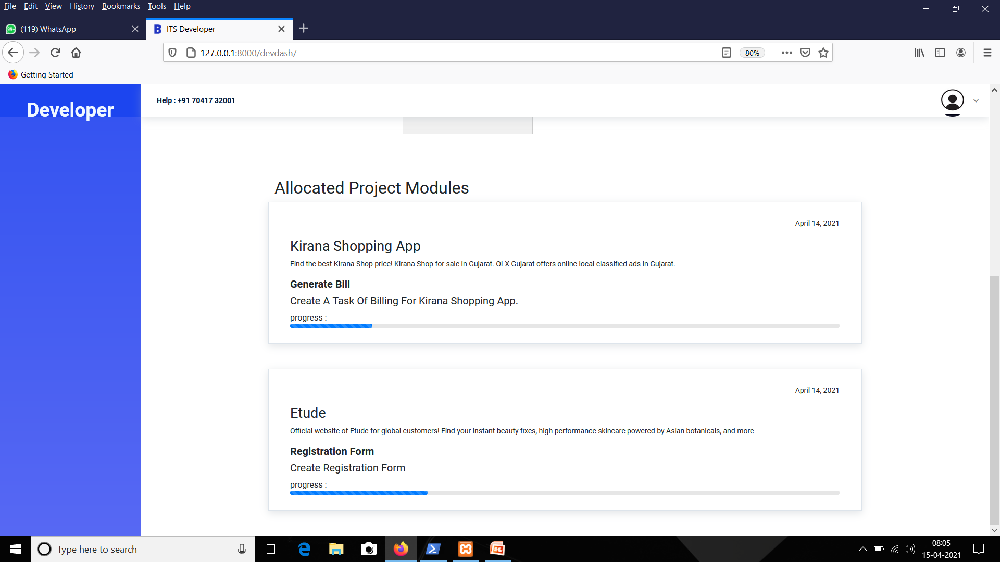 File Edit View History Bookmarks Tools Help
(119) WhatsApp
ITS Developer
127.0.0.1:8000/devdash/
80%
Getting Started
Developer
Help : +91 70417 32001
Allocated Project Modules
April 14, 2021
Kirana Shopping App
Find the best Kirana Shop price! Kirana Shop for sale in Gujarat. OLX Gujarat offers online local classified ads in Gujarat.
Generate Bill
Create A Task Of Billing For Kirana Shopping App.
progress :
April 14, 2021
Etude
Official website of Etude for global customers! Find your instant beauty fixes, high performance skincare powered by Asian botanicals, and more
Registration Form
Create Registration Form
progress :
Type here to search
08:05
15-04-2021